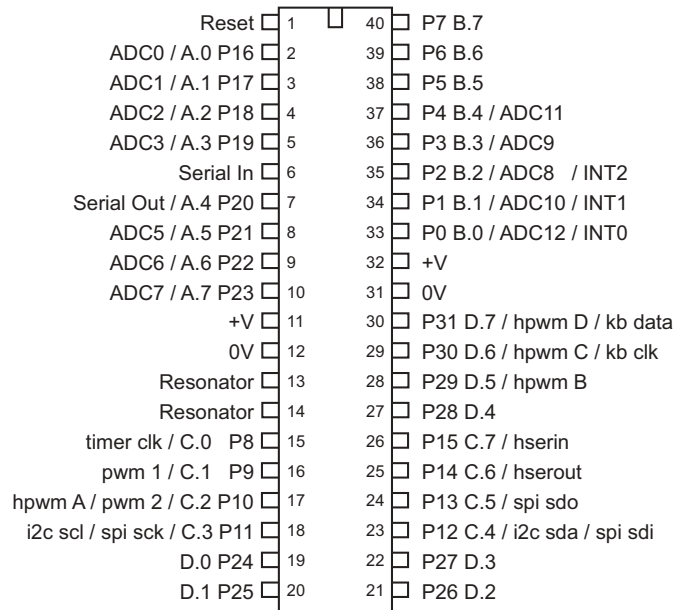 Reset 1 40 P7 B.7
ADC0 / A.0 P16 2 39 P6 B.6
ADC1 / A.1 P17 3 38 P5 B.5
ADC2 / A.2 P18 4 37 P4 B.4 / ADC11
ADC3 / A.3 P19 5 36 P3 B.3 / ADC9
Serial In 6 35 P2 B.2 / ADC8 / INT2
Serial Out / A.4 P20 7 34 P1 B.1 / ADC10 / INT1
ADC5 / A.5 P21 8 33 P0 B.0 / ADC12 / INT0
ADC6 / A.6 P22 9 32 +V
ADC7 / A.7 P23 10 31 0V
+V 11 30 P31 D.7 / hpwm D / kb data
0V 12 29 P30 D.6 / hpwm C / kb clk
Resonator 13 28 P29 D.5 / hpwm B
Resonator 14 27 P28 D.4
timer clk / C.0 P8 15 26 P15 C.7 / hserin
pwm 1 / C.1 P9 16 25 P14 C.6 / hserout
hpwm A / pwm 2 / C.2 P10 17 24 P13 C.5 / spi sdo
i2c scl / spi sck / C.3 P11 18 23 P12 C.4 / i2c sda / spi sdi
D.0 P24 19 22 P27 D.3
D.1 P25 20 21 P26 D.2